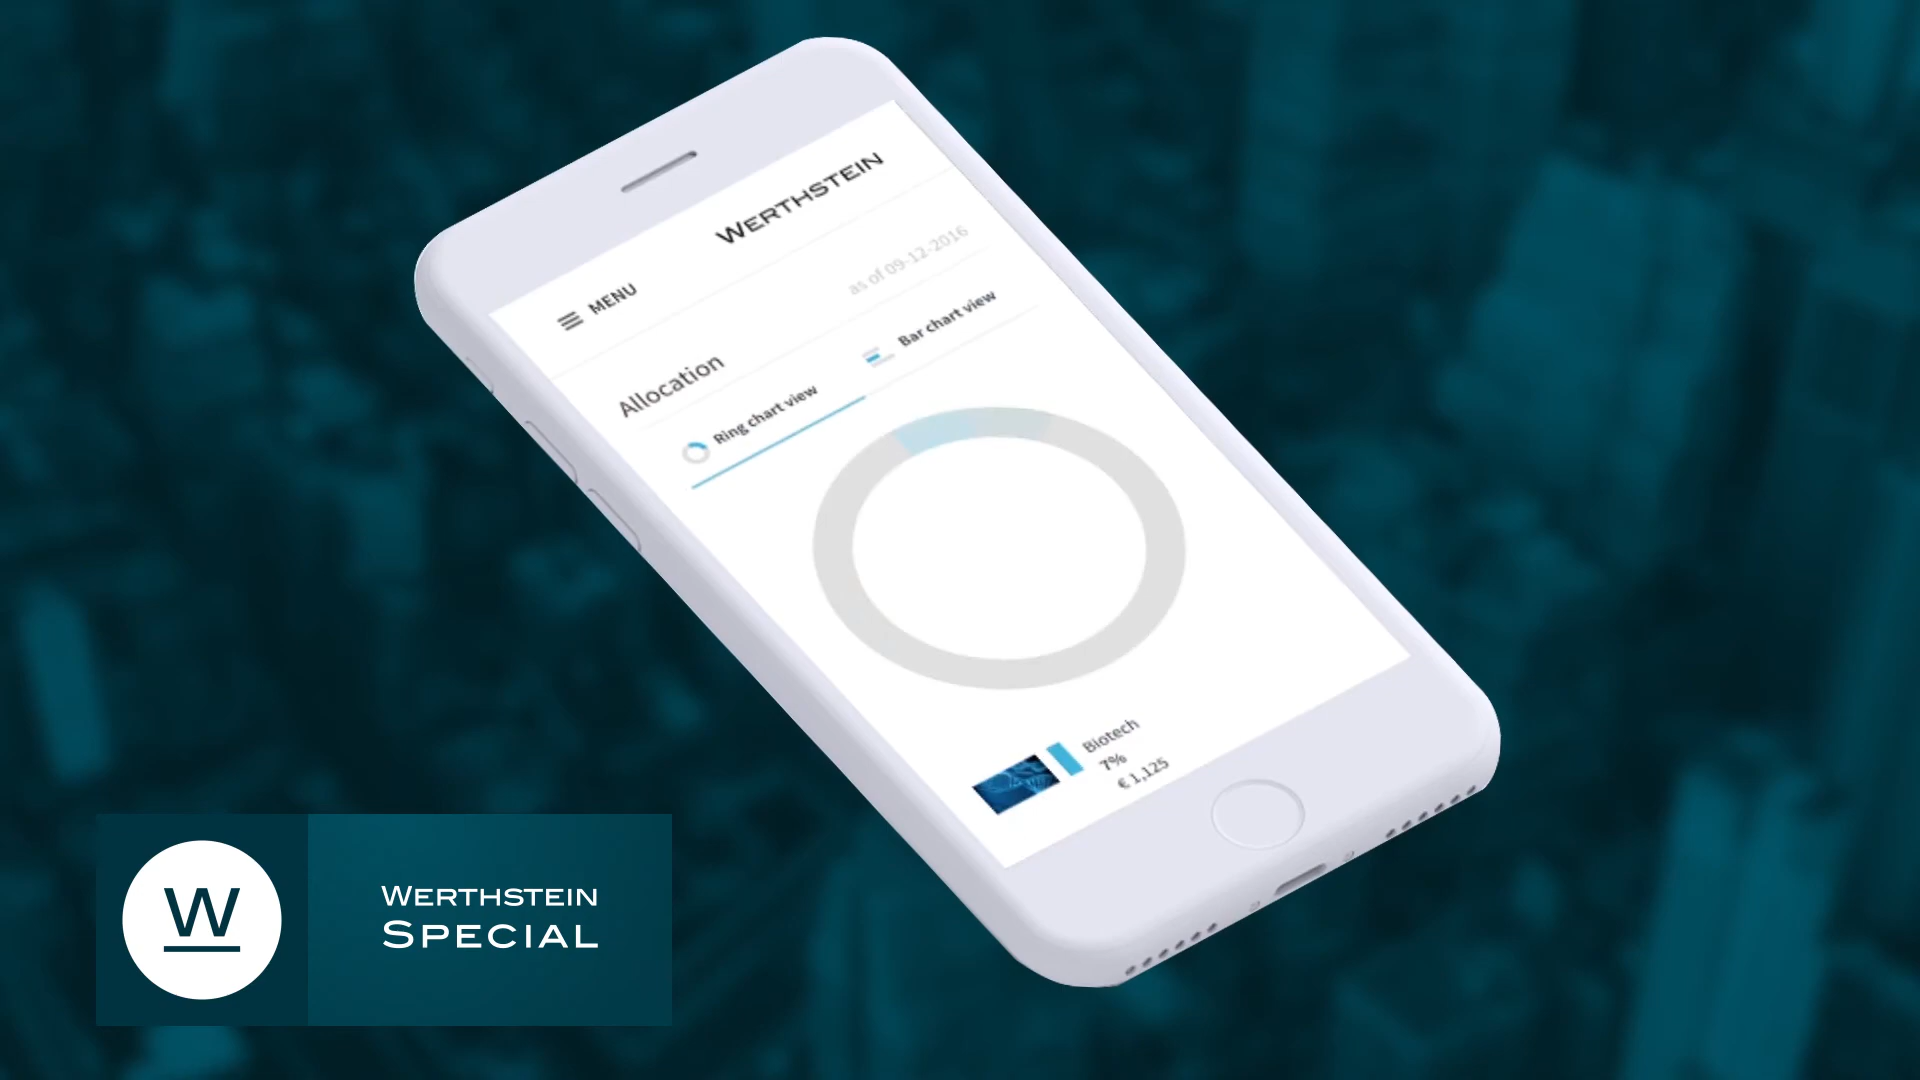 WERTHSTEIN
MENU
as of 09-12-2016
Allocation
Ring chart view
Bar chart view
Biotech
7%
€ 1,125
W
WERTHSTEIN
SPECIAL